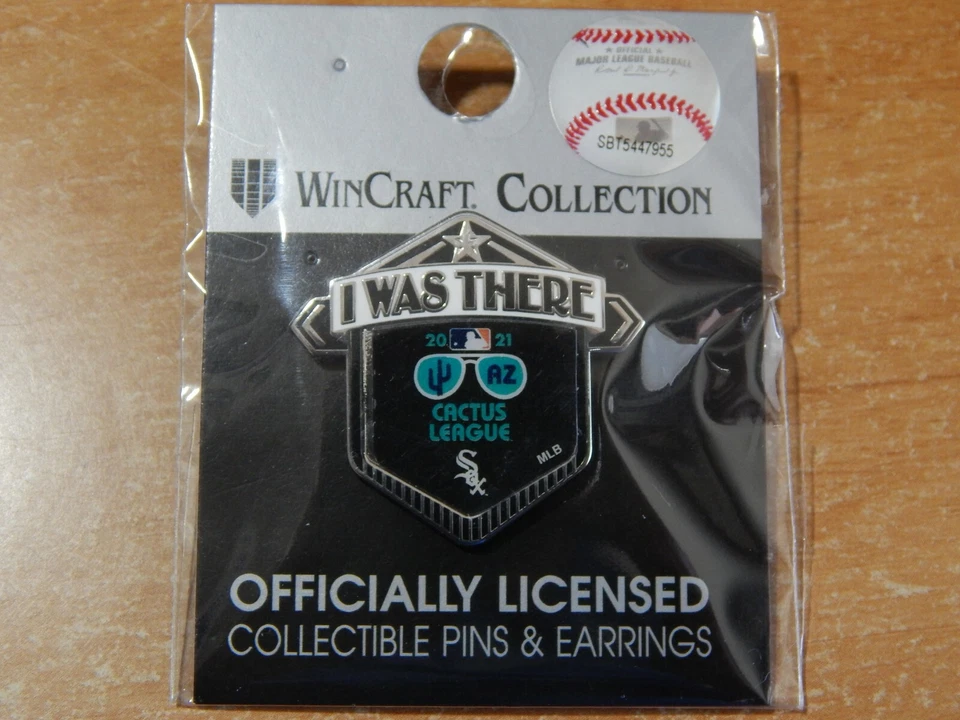 ★ OFFICIAL ★
MAJOR LEAGUE BASEBALL
SBT5447955
WINCRAFT. COLLECTION
I WAS THERE
20 21
AZ
CACTUS
LEAGUE
Sox
MLB
OFFICIALLY LICENSED
COLLECTIBLE PINS & EARRINGS